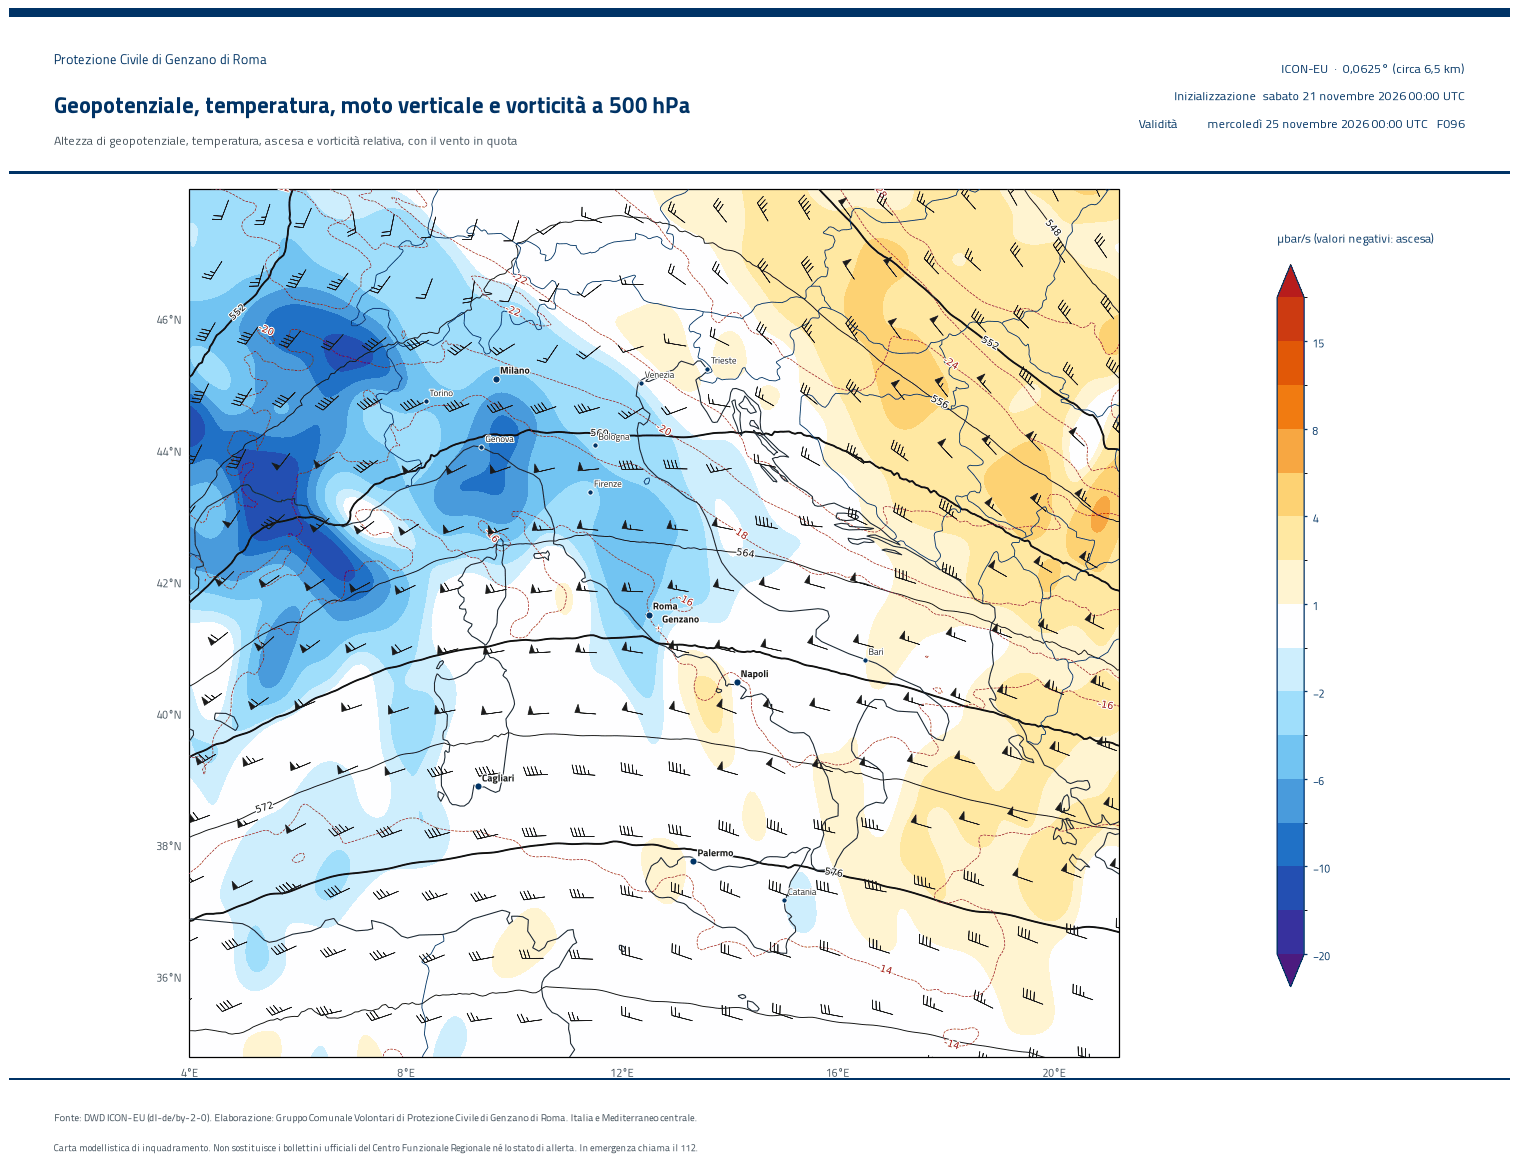 Protezione Civile di Genzano di Roma
Geopotenziale, temperatura, moto verticale e vorticità a 500 hPa
Altezza di geopotenziale, temperatura, ascesa e vorticità relativa, con il vento in quota
ICON-EU · 0,0625° (circa 6,5 km)
Inizializzazione sabato 21 novembre 2026 00:00 UTC
Validità mercoledì 25 novembre 2026 00:00 UTC F096
µbar/s (valori negativi: ascesa)
15
8
4
1
−2
−6
−10
−20
46°N
44°N
42°N
40°N
38°N
36°N
4°E
8°E
12°E
16°E
20°E
548
552
552
556
560
564
572
576
-22
-22
-20
-20
-24
-18
-16
-16
-14
-14
Milano
Torino
Venezia
Trieste
Genova
Bologna
Firenze
Roma
Genzano
Napoli
Bari
Cagliari
Palermo
Catania
Fonte: DWD ICON-EU (dl-de/by-2-0). Elaborazione: Gruppo Comunale Volontari di Protezione Civile di Genzano di Roma. Italia e Mediterraneo centrale.
Carta modellistica di inquadramento. Non sostituisce i bollettini ufficiali del Centro Funzionale Regionale né lo stato di allerta. In emergenza chiama il 112.